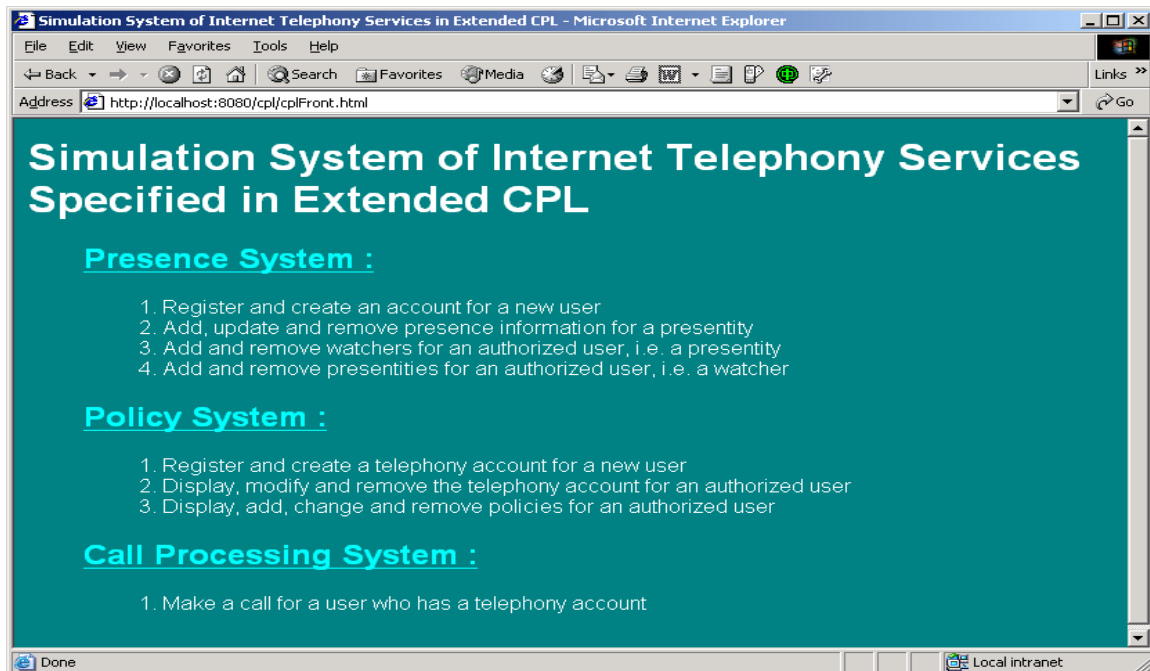 Simulation System of Internet Telephony Services in Extended CPL - Microsoft Internet Explorer
File Edit View Favorites Tools Help
Back Search Favorites Media Links »
Address http://localhost:8080/cpl/cplFront.html Go
Simulation System of Internet Telephony Services
Specified in Extended CPL
Presence System :
1. Register and create an account for a new user
2. Add, update and remove presence information for a presentity
3. Add and remove watchers for an authorized user, i.e. a presentity
4. Add and remove presentities for an authorized user, i.e. a watcher
Policy System :
1. Register and create a telephony account for a new user
2. Display, modify and remove the telephony account for an authorized user
3. Display, add, change and remove policies for an authorized user
Call Processing System :
1. Make a call for a user who has a telephony account
Done Local intranet